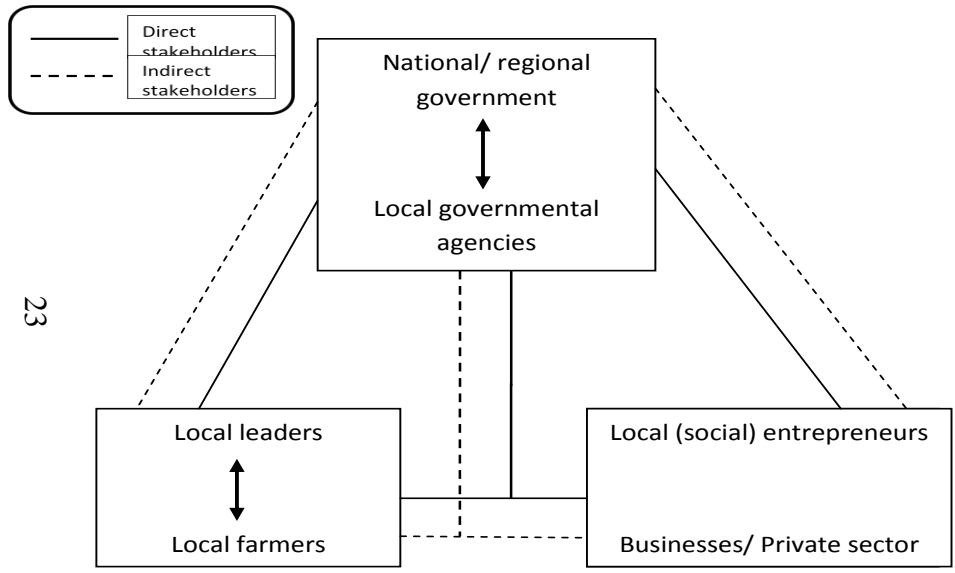 Direct
stakeholders
Indirect
stakeholders
National/ regional
government
Local governmental
agencies
23
Local leaders
Local farmers
Local (social) entrepreneurs
Businesses/ Private sector